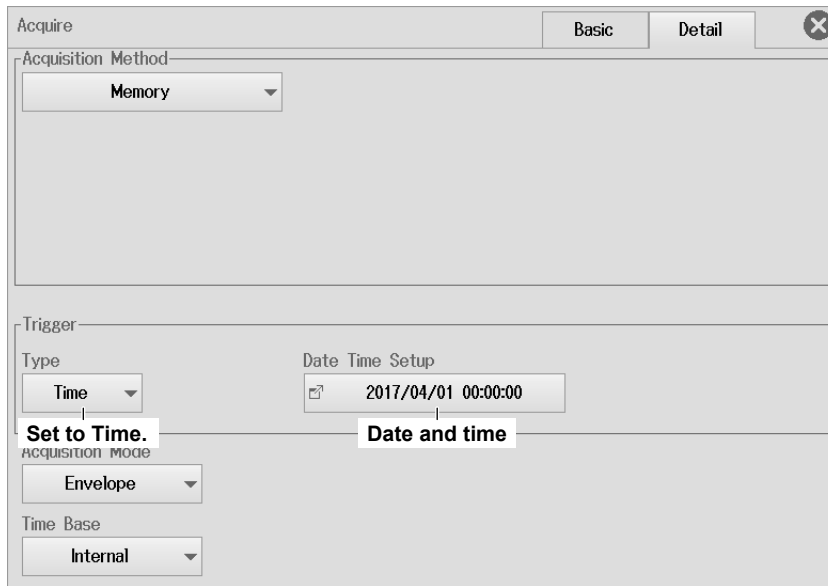 Acquire
Basic
Detail
Acquisition Method
Memory
Trigger
Type
Date Time Setup
Time
2017/04/01 00:00:00
Set to Time.
Date and time
Acquisition Mode
Envelope
Time Base
Internal